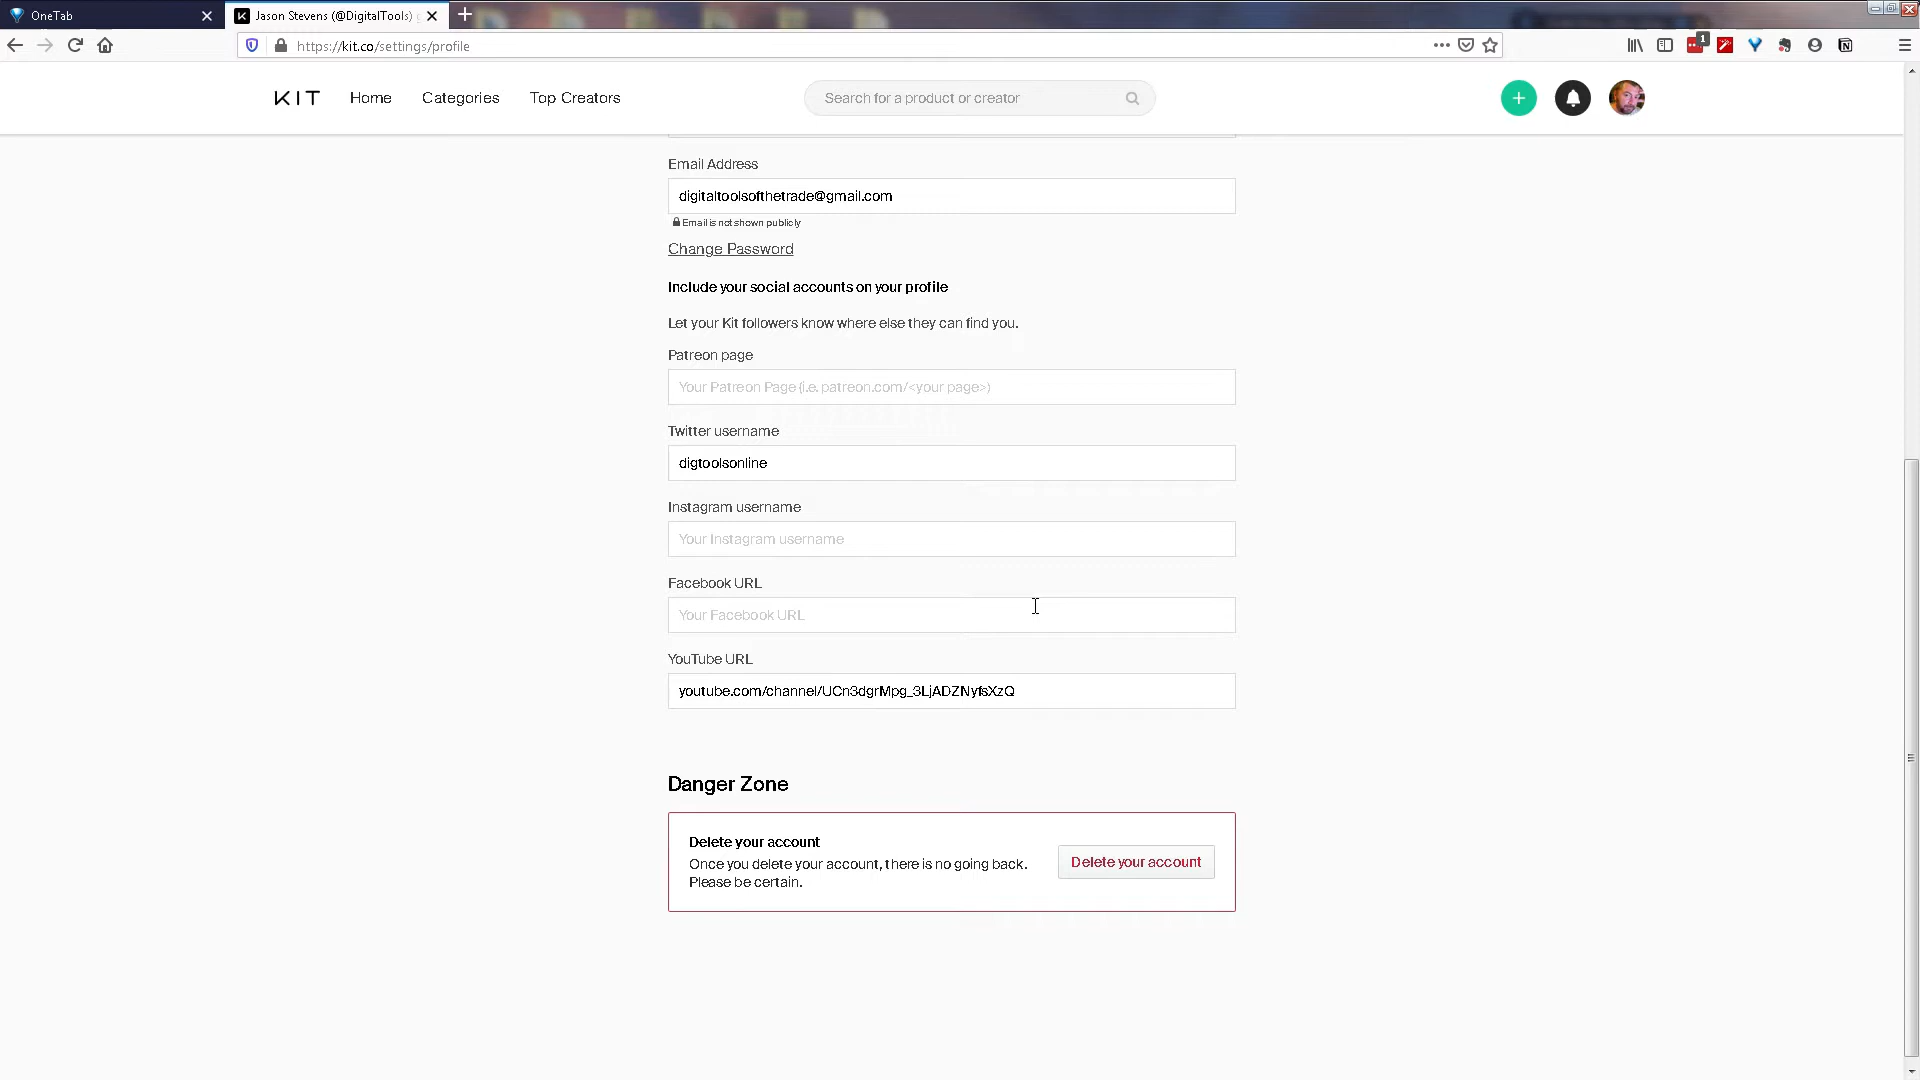 OneTab
Jason Stevens (@DigitalTools)
https://kit.co/settings/profile
1
KIT
Home
Categories
Top Creators
Search for a product or creator
Email Address
digitaltoolsofthetrade@gmail.com
Email is not shown publicly
Change Password
Include your social accounts on your profile
Let your Kit followers know where else they can find you.
Patreon page
Your Patreon Page (i.e. patreon.com/<your page>)
Twitter username
digtoolsonline
Instagram username
Your Instagram username
Facebook URL
Your Facebook URL
YouTube URL
youtube.com/channel/UCn3dgrMpg_3LjADZNyfsXzQ
Danger Zone
Delete your account
Once you delete your account, there is no going back.
Please be certain.
Delete your account